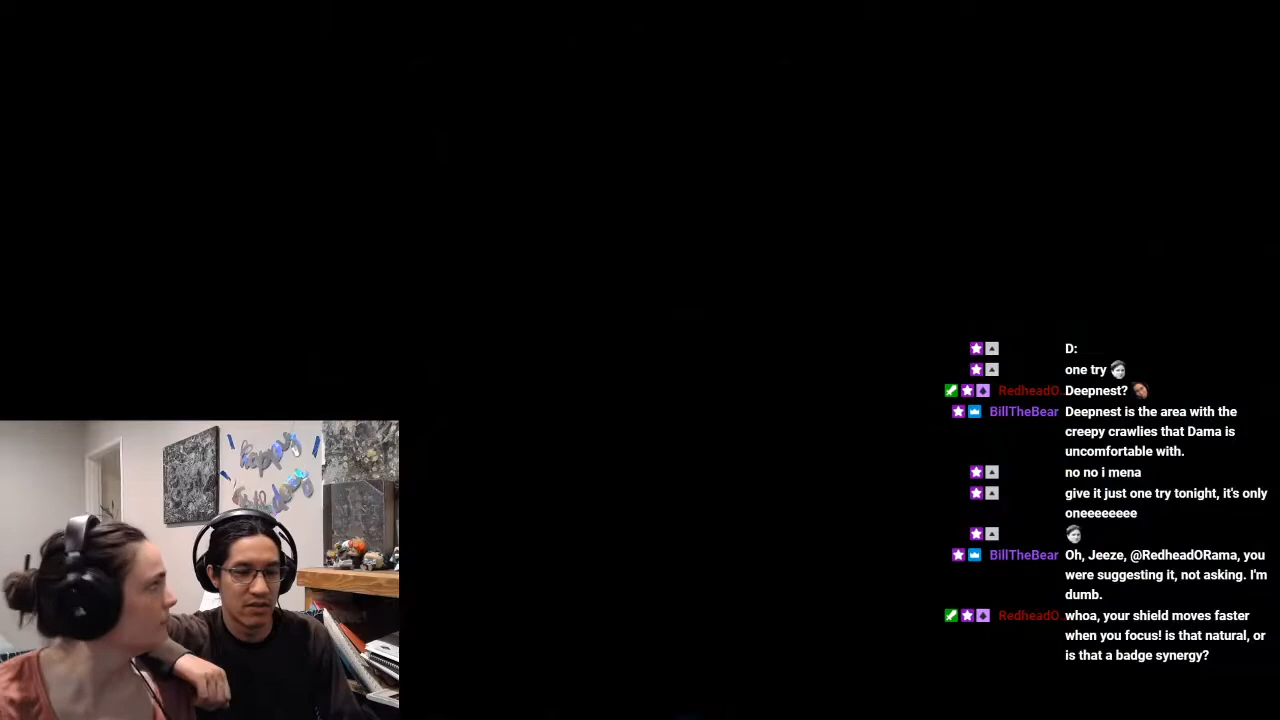 D:
one try
RedheadO.. Deepnest?
BillTheBear Deepnest is the area with the
creepy crawlies that Dama is
uncomfortable with.
no no i mena
give it just one try tonight, it's only
oneeeeeeee
BillTheBear Oh, Jeeze, @RedheadORama, you
were suggesting it, not asking. I'm
dumb.
RedheadO.. whoa, your shield moves faster
when you focus! is that natural, or
is that a badge synergy?
happy